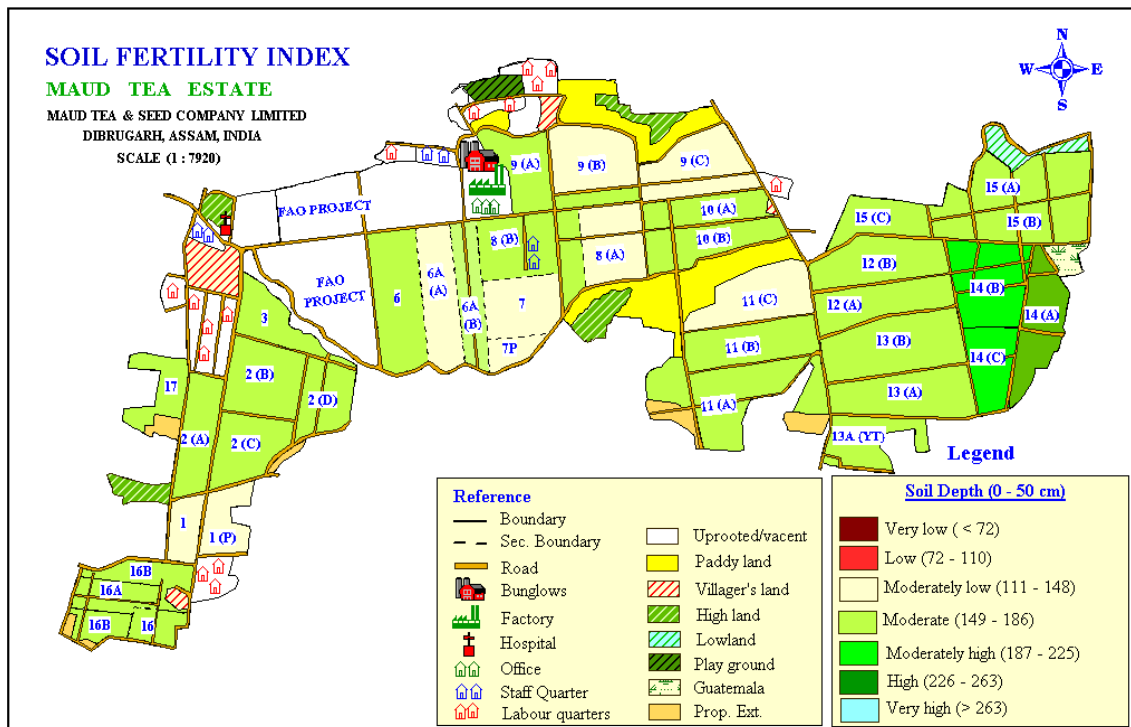 SOIL FERTILITY INDEX
MAUD TEA ESTATE
MAUD TEA & SEED COMPANY LIMITED
DIBRUGARH, ASSAM, INDIA
SCALE (1 : 7920)
N
W E
S
9 (A)
9 (B)
9 (C)
FAO PROJECT
10 (A)
10 (B)
15 (A)
15 (B)
15 (C)
8 (B)
8 (A)
FAO
PROJECT
6
6A
(A)
6A
(B)
7
7P
11 (C)
11 (B)
11 (A)
12 (B)
12 (A)
13 (B)
13 (A)
13A (YT)
14 (B)
14 (A)
14 (C)
3
17
2 (B)
2 (D)
2 (A)
2 (C)
1
1 (P)
16B
16A
16B
16
Legend
Reference
Boundary
Sec. Boundary
Road
Bunglows
Factory
Hospital
Office
Staff Quarter
Labour quarters
Uprooted/vacent
Paddy land
Villager's land
High land
Lowland
Play ground
Guatemala
Prop. Ext.
Soil Depth (0 - 50 cm)
Very low ( < 72)
Low (72 - 110)
Moderately low (111 - 148)
Moderate (149 - 186)
Moderately high (187 - 225)
High (226 - 263)
Very high (> 263)